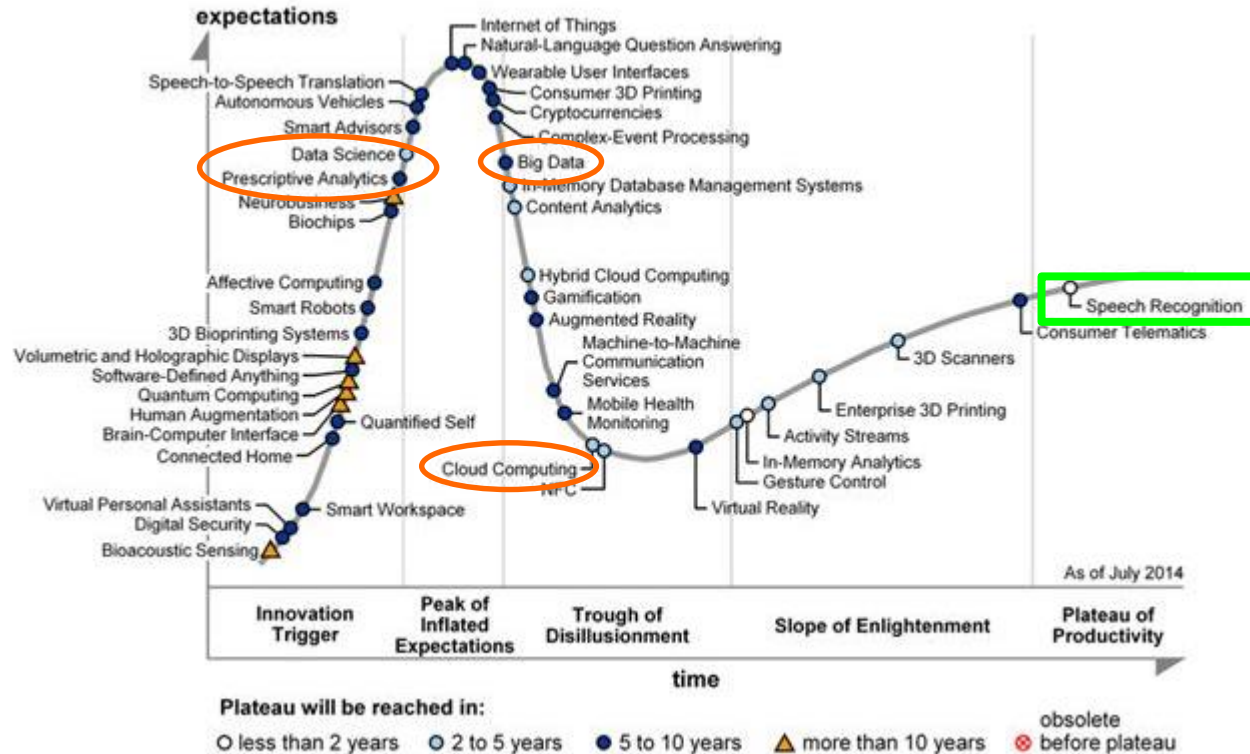 expectations
Internet of Things
Natural-Language Question Answering
Wearable User Interfaces
Consumer 3D Printing
Cryptocurrencies
Complex-Event Processing
Speech-to-Speech Translation
Autonomous Vehicles
Smart Advisors
Data Science
Prescriptive Analytics
Neurobusiness
Biochips
Big Data
In-Memory Database Management Systems
Content Analytics
Affective Computing
Smart Robots
3D Bioprinting Systems
Volumetric and Holographic Displays
Software-Defined Anything
Quantum Computing
Human Augmentation
Brain-Computer Interface
Quantified Self
Connected Home
Virtual Personal Assistants
Digital Security
Bioacoustic Sensing
Smart Workspace
Hybrid Cloud Computing
Gamification
Augmented Reality
Machine-to-Machine
Communication
Services
Mobile Health
Monitoring
Cloud Computing
NFC
Virtual Reality
Gesture Control
In-Memory Analytics
Activity Streams
Enterprise 3D Printing
3D Scanners
Consumer Telematics
Speech Recognition
As of July 2014
Innovation
Trigger
Peak of
Inflated
Expectations
Trough of
Disillusionment
Slope of Enlightenment
Plateau of
Productivity
time
Plateau will be reached in:
less than 2 years
2 to 5 years
5 to 10 years
more than 10 years
obsolete
before plateau